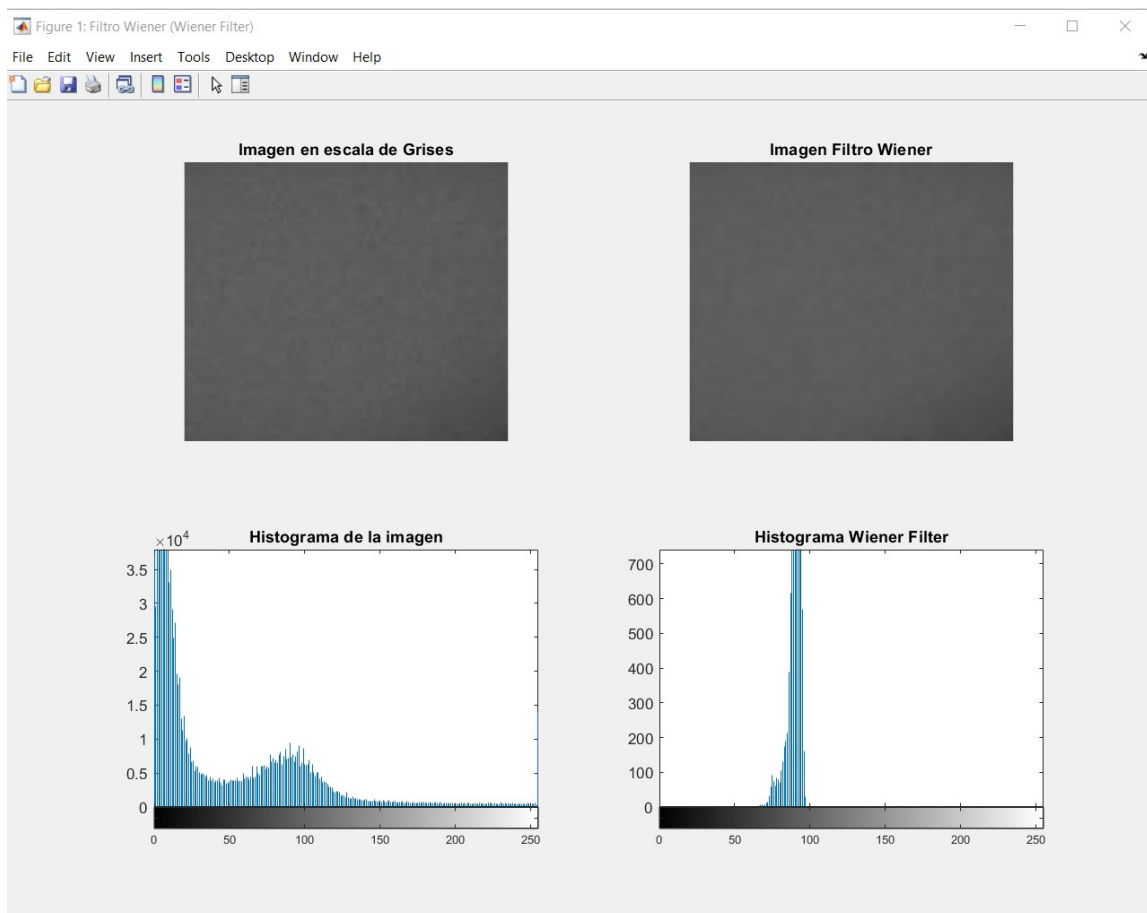 Figure 1: Filtro Wiener (Wiener Filter)
File Edit View Insert Tools Desktop Window Help
Imagen en escala de Grises
Imagen Filtro Wiener
Histograma de la imagen
×10⁴
3.5
3
2.5
2
1.5
1
0.5
0
0 50 100 150 200 250
Histograma Wiener Filter
700
600
500
400
300
200
100
0
0 50 100 150 200 250